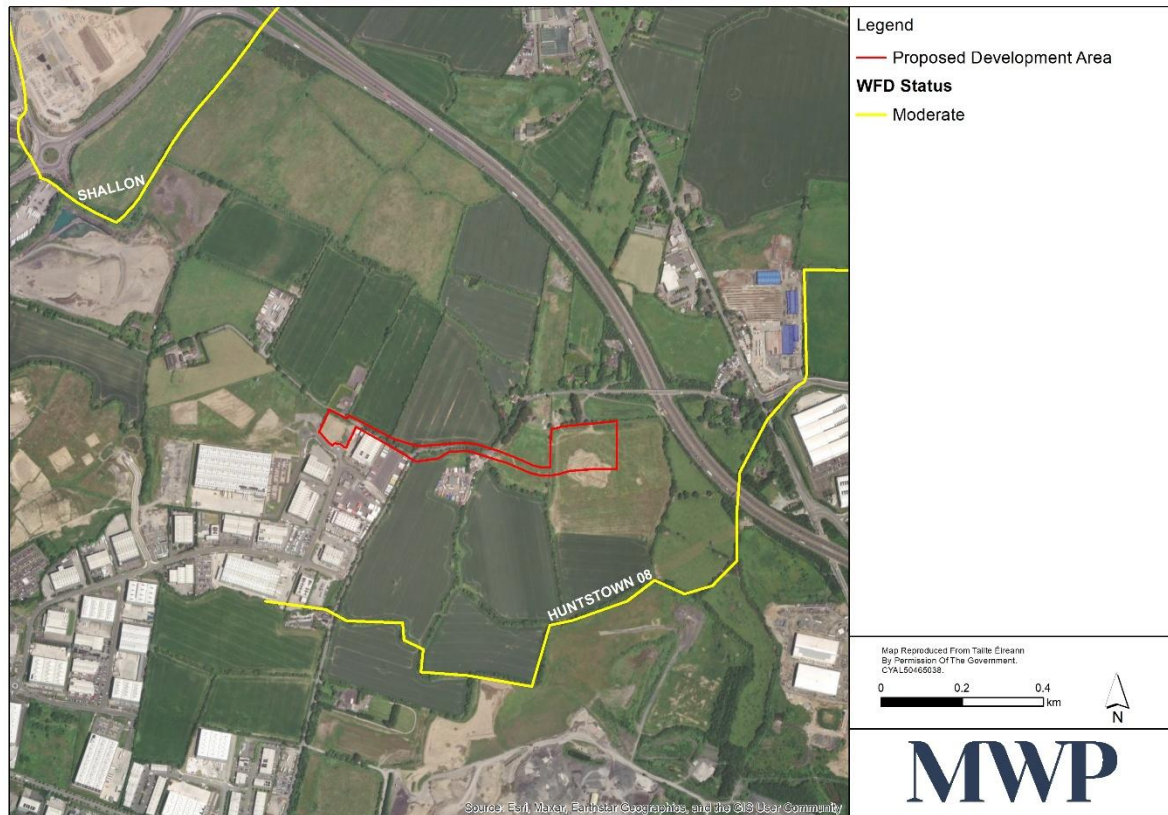 SHALLON
HUNTSTOWN 08
Source: Esri, Maxar, Earthstar Geographics, and the GIS User Community
Legend
Proposed Development Area
WFD Status
Moderate
Map Reproduced From Tailte Éireann
By Permission Of The Government.
CYAL50465038.
0 0.2 0.4
km
N
MWP